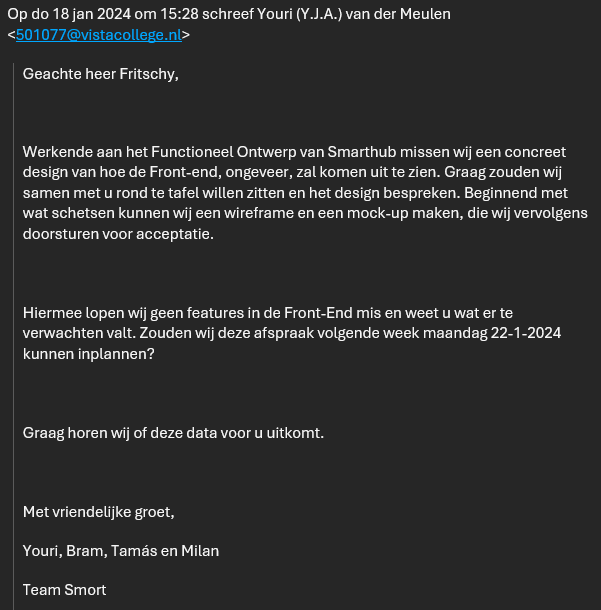 Op do 18 jan 2024 om 15:28 schreef Youri (Y.J.A.) van der Meulen
<501077@vistacollege.nl>
Geachte heer Fritschy,
Werkende aan het Functioneel Ontwerp van Smarthub missen wij een concreet
design van hoe de Front-end, ongeveer, zal komen uit te zien. Graag zouden wij
samen met u rond te tafel willen zitten en het design bespreken. Beginnend met
wat schetsen kunnen wij een wireframe en een mock-up maken, die wij vervolgens
doorsturen voor acceptatie.
Hiermee lopen wij geen features in de Front-End mis en weet u wat er te
verwachten valt. Zouden wij deze afspraak volgende week maandag 22-1-2024
kunnen inplannen?
Graag horen wij of deze data voor u uitkomt.
Met vriendelijke groet,
Youri, Bram, Tamás en Milan
Team Smort